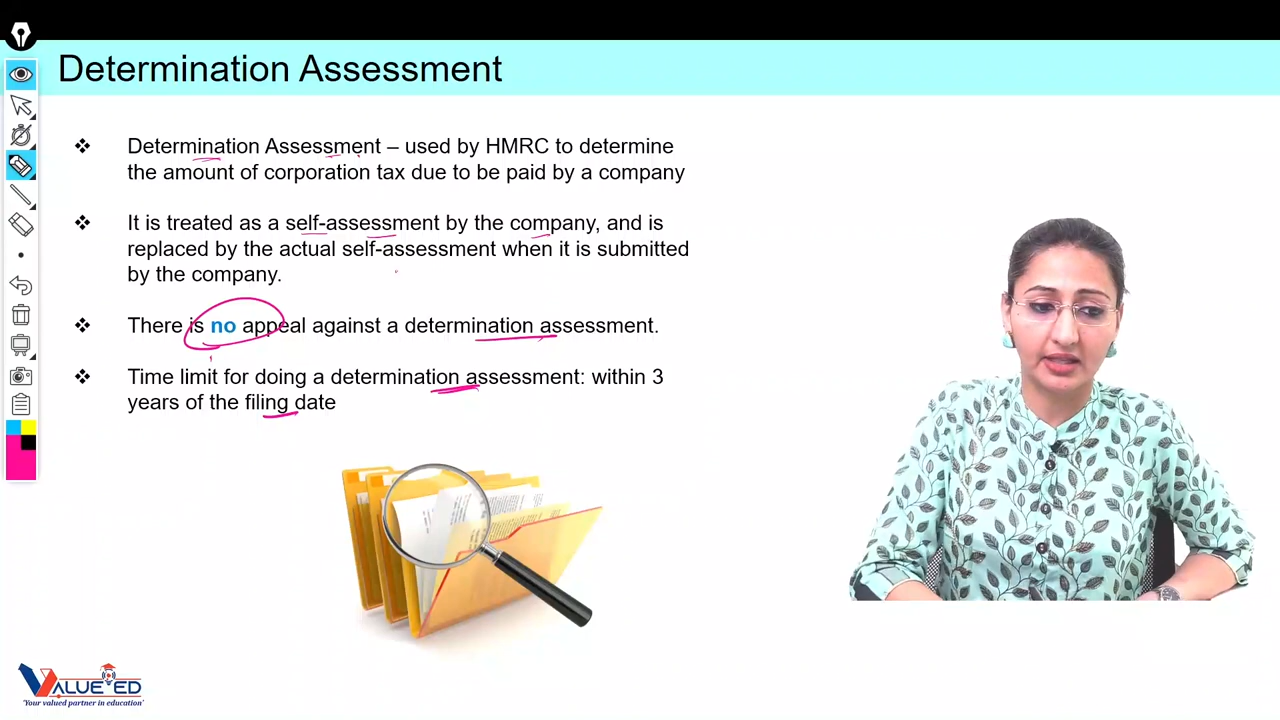 Determination Assessment
❖ Determination Assessment – used by HMRC to determine
the amount of corporation tax due to be paid by a company
❖ It is treated as a self-assessment by the company, and is
replaced by the actual self-assessment when it is submitted
by the company.
❖ There is no appeal against a determination assessment.
❖ Time limit for doing a determination assessment: within 3
years of the filing date
VALUE ED
'Your valued partner in education'